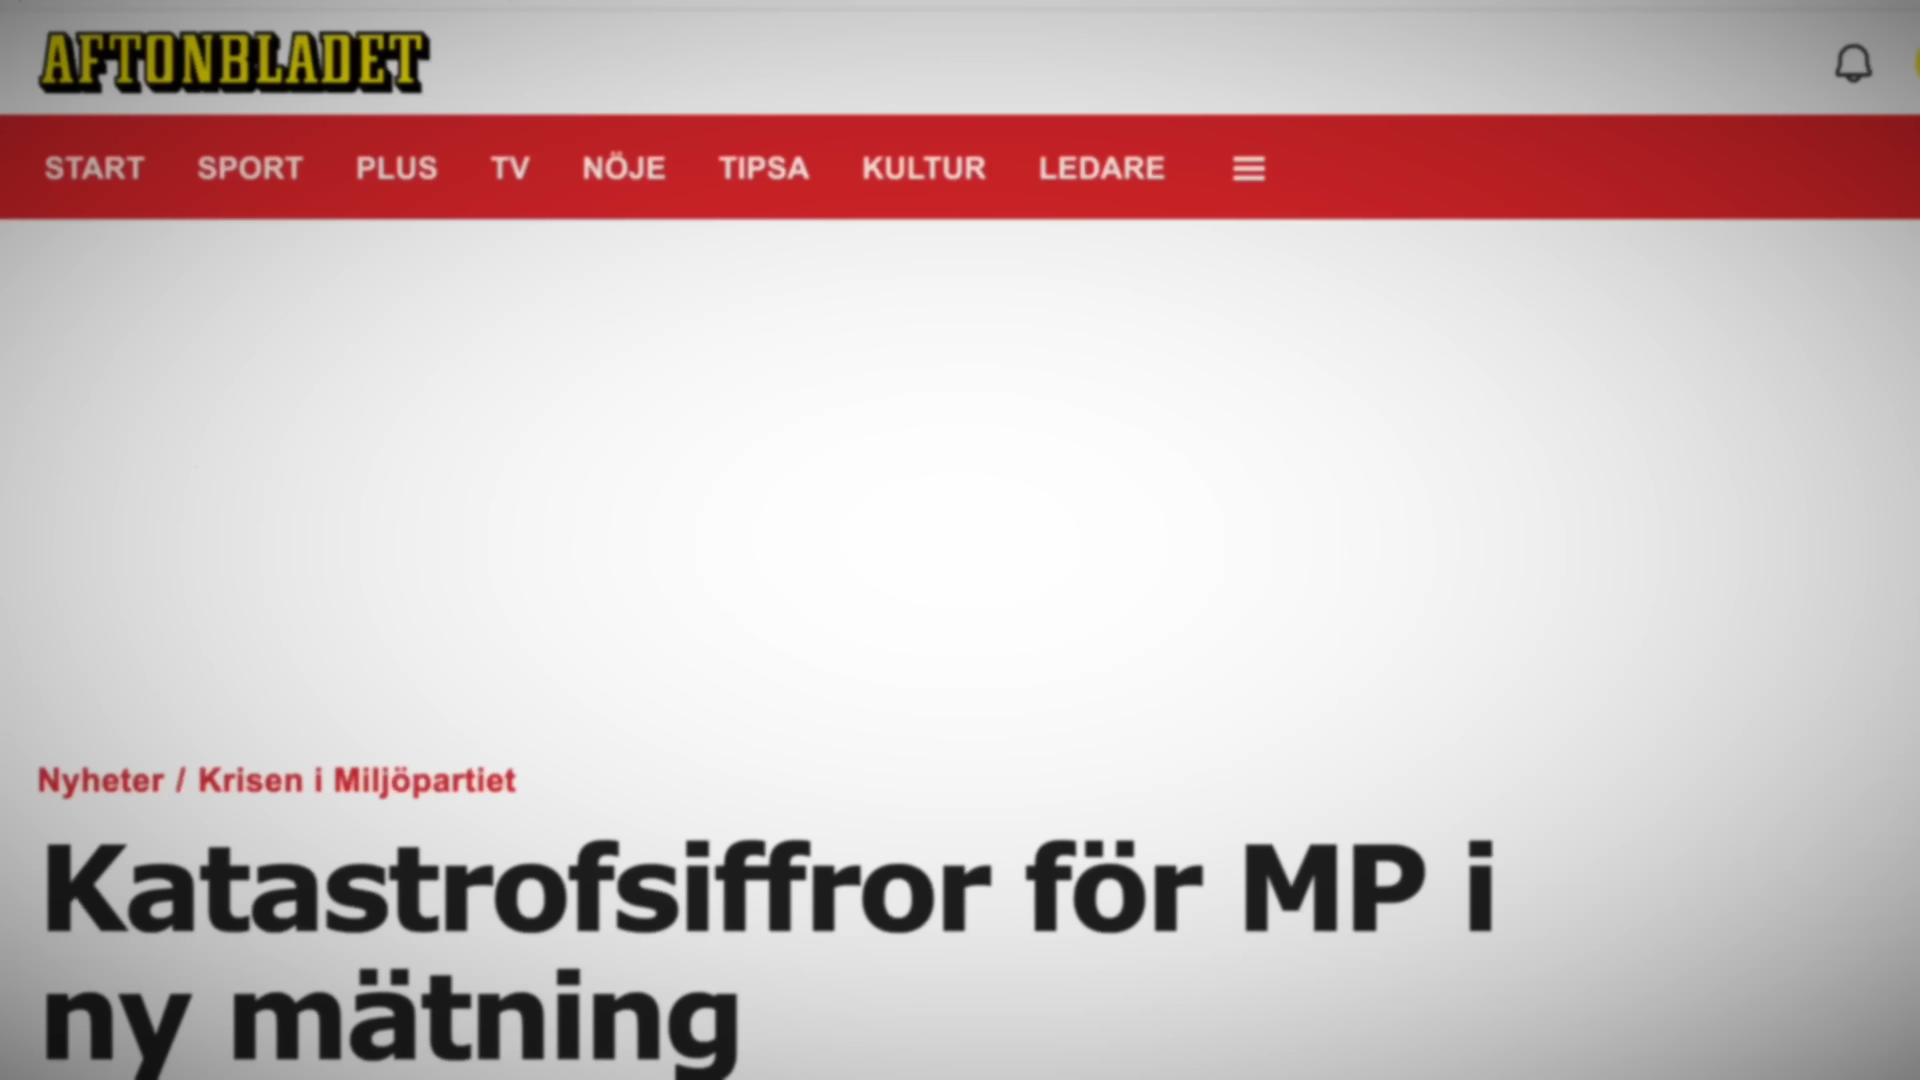 AFTONBLADET
START SPORT PLUS TV NÖJE TIPSA KULTUR LEDARE
Nyheter / Krisen i Miljöpartiet
Katastrofsiffror för MP i
ny mätning